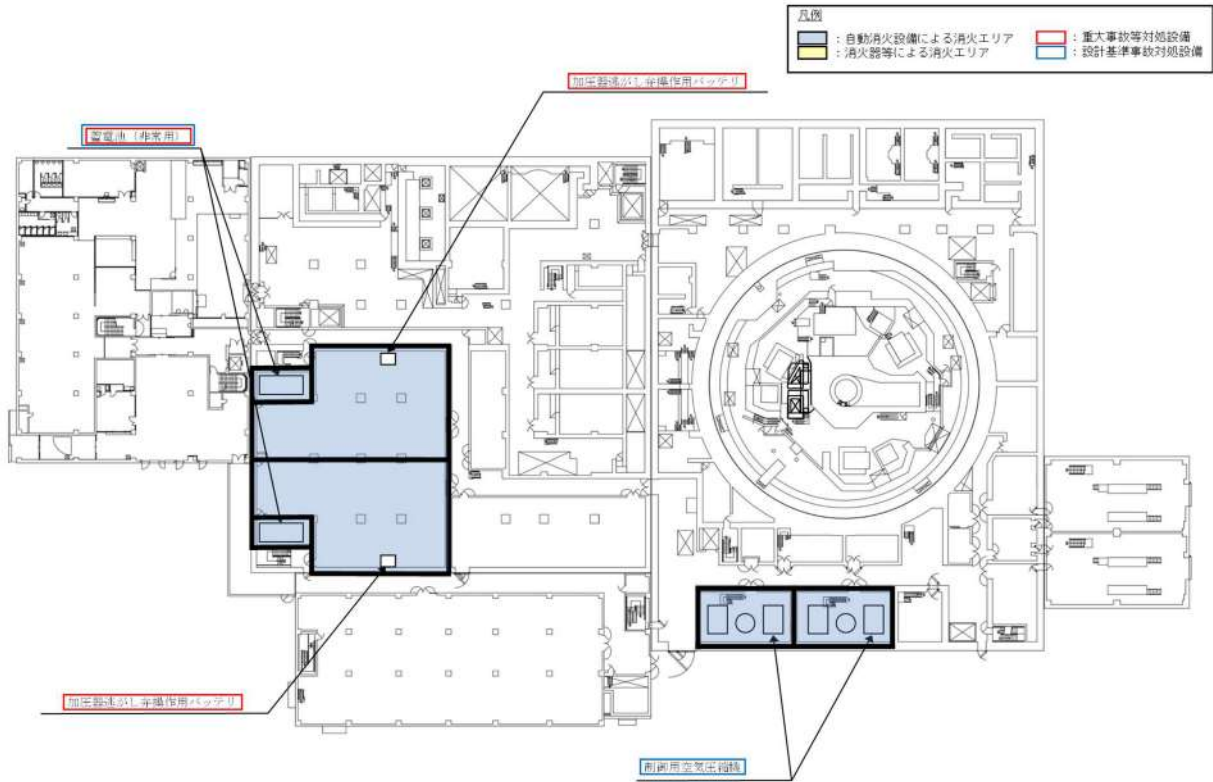 凡例
：自動消火設備による消火エリア
：重大事故等対処設備
：消火器等による消火エリア
：設計基準事故対処設備
加圧器逃がし弁操作用バッテリ
蓄電池（非常用）
加圧器逃がし弁操作用バッテリ
制御用空気圧縮機